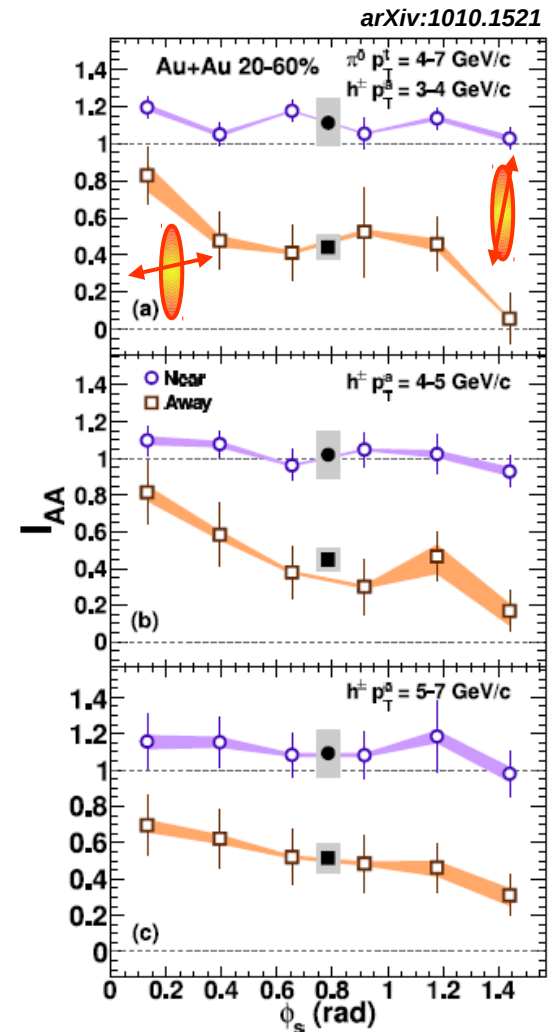 arXiv:1010.1521
Au+Au 20-60%
π⁰ pₜᵗ = 4-7 GeV/c
h± p_T^a = 3-4 GeV/c
1.4
1.2
1
0.8
0.6
0.4
0.2
0
(a)
Near
Away
h± p_T^a = 4-5 GeV/c
1.4
1.2
1
0.8
0.6
0.4
0.2
0
(b)
I_AA
h± p_T^a = 5-7 GeV/c
1.4
1.2
1
0.8
0.6
0.4
0.2
0
(c)
0 0.2 0.4 0.6 0.8 1 1.2 1.4
ϕ_s (rad)